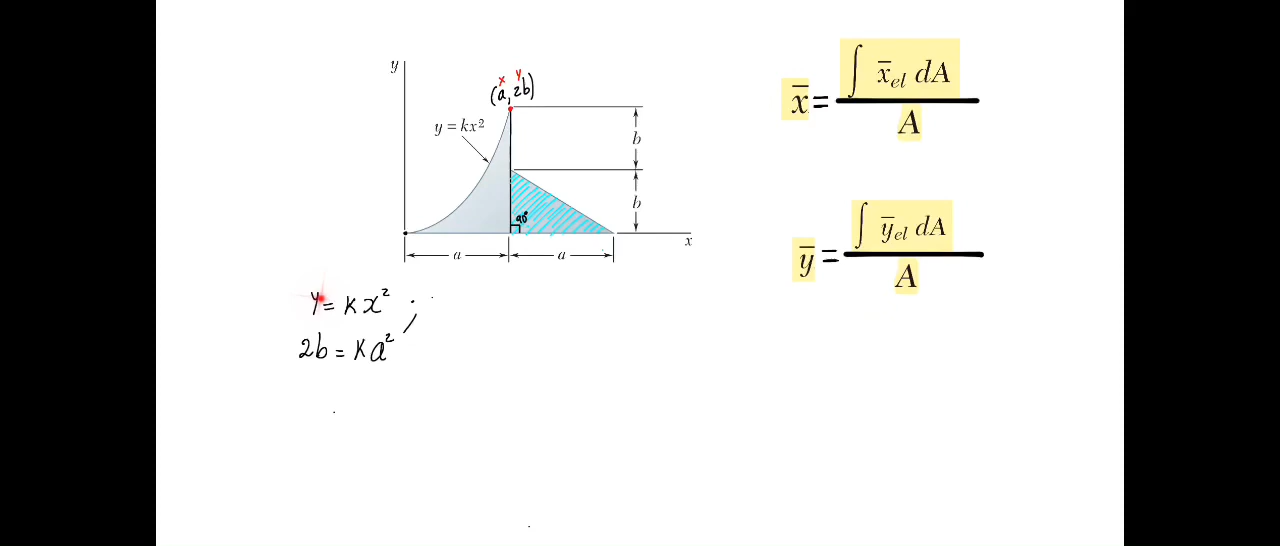 y
x y
(a, 2b)
y = kx²
b
b
90°
x
a
a
y = kx² ;
2b = ka²
x̄ = ∫ x̄el dA / A
ȳ = ∫ ȳel dA / A